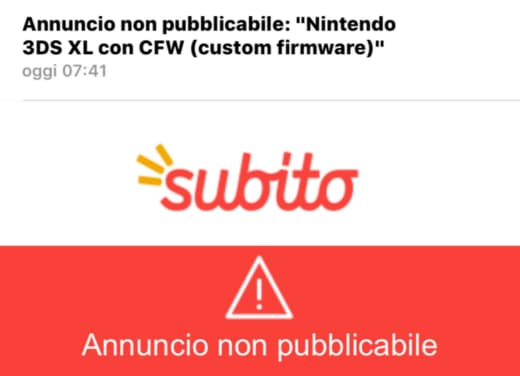 Annuncio non pubblicabile: "Nintendo
3DS XL con CFW (custom firmware)"
oggi 07:41
subito
Annuncio non pubblicabile